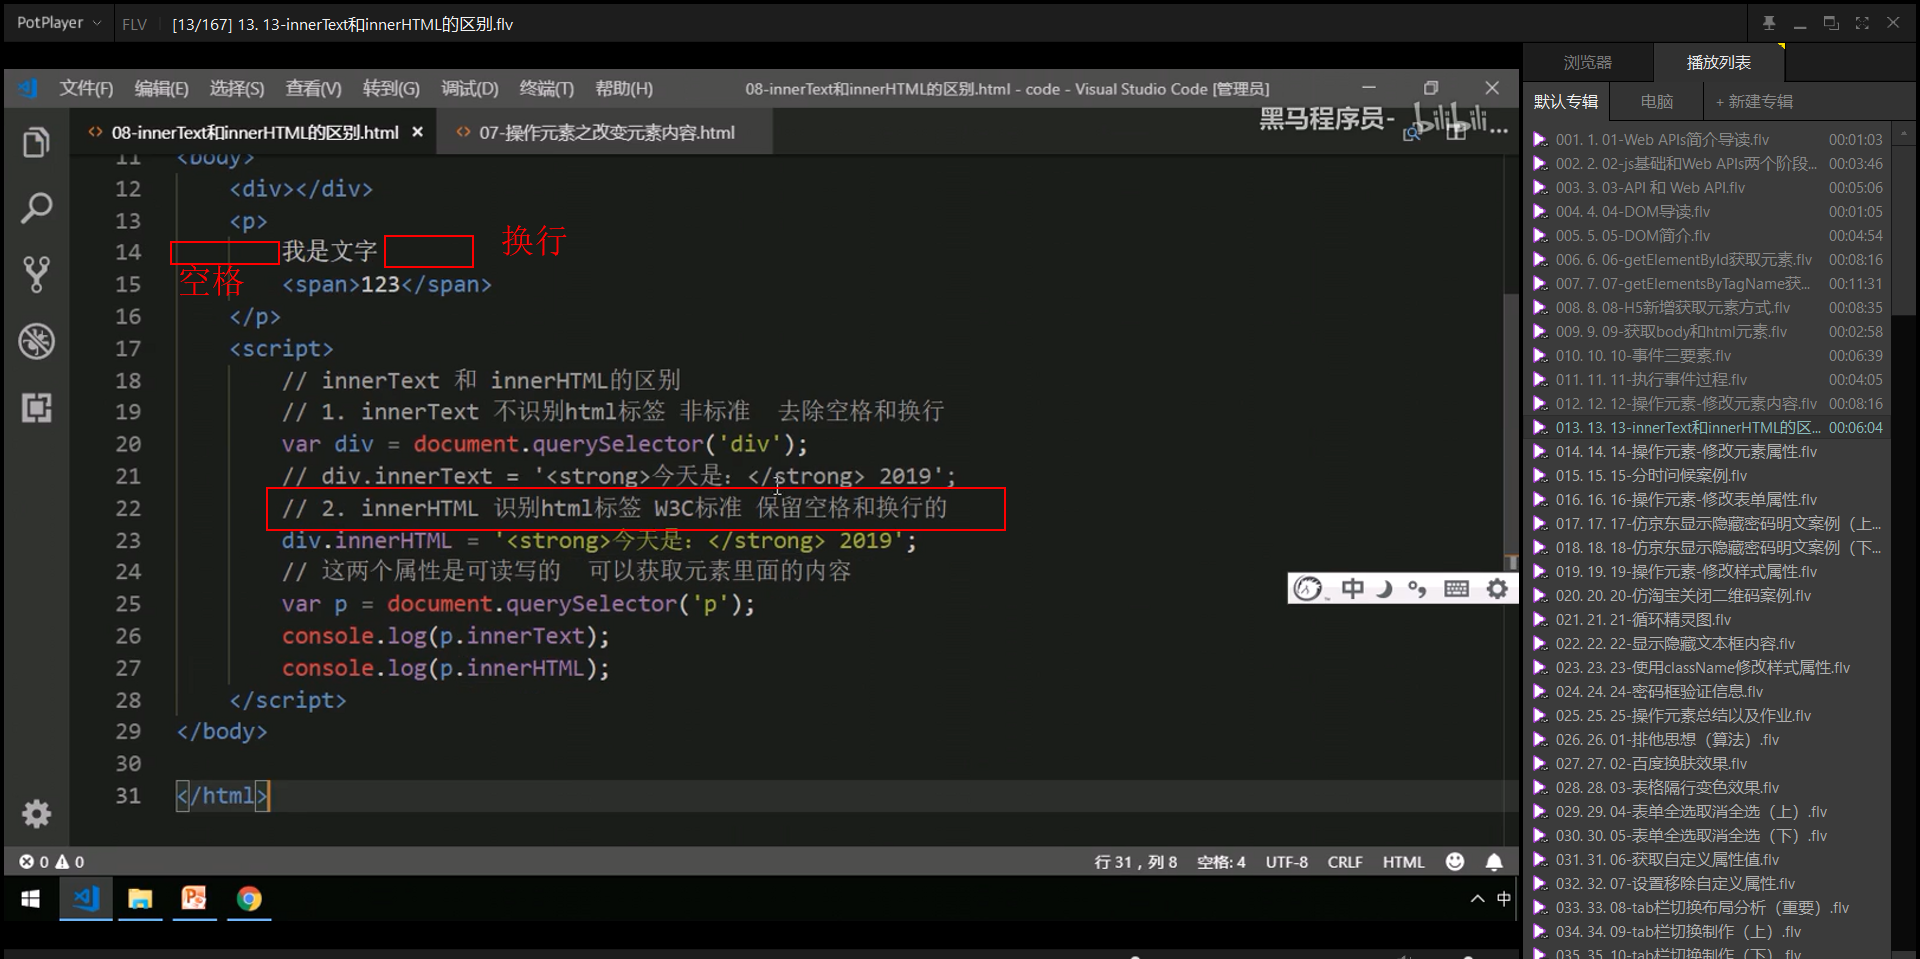 PotPlayer FLV [13/167] 13. 13-innerText和innerHTML的区别.flv
浏览器 播放列表
文件(F) 编辑(E) 选择(S) 查看(V) 转到(G) 调试(D) 终端(T) 帮助(H) 08-innerText和innerHTML的区别.html - code - Visual Studio Code [管理员]
默认专辑 电脑 + 新建专辑
黑马程序员- bilibili
08-innerText和innerHTML的区别.html × 07-操作元素之改变元素内容.html
11 <body>
12 <div></div>
13 <p>
14 我是文字 换行
空格
15 <span>123</span>
16 </p>
17 <script>
18 // innerText 和 innerHTML的区别
19 // 1. innerText 不识别html标签 非标准 去除空格和换行
20 var div = document.querySelector('div');
21 // div.innerText = '<strong>今天是：</strong> 2019';
22 // 2. innerHTML 识别html标签 W3C标准 保留空格和换行的
23 div.innerHTML = '<strong>今天是：</strong> 2019';
24 // 这两个属性是可读写的 可以获取元素里面的内容
25 var p = document.querySelector('p');
26 console.log(p.innerText);
27 console.log(p.innerHTML);
28 </script>
29 </body>
30
31 </html>
中
0 0 行 31，列 8 空格: 4 UTF-8 CRLF HTML
中
001. 1. 01-Web APIs简介导读.flv 00:01:03
002. 2. 02-js基础和Web APIs两个阶段... 00:03:46
003. 3. 03-API 和 Web API.flv 00:05:06
004. 4. 04-DOM导读.flv 00:01:05
005. 5. 05-DOM简介.flv 00:04:54
006. 6. 06-getElementById获取元素.flv 00:08:16
007. 7. 07-getElementsByTagName获... 00:11:31
008. 8. 08-H5新增获取元素方式.flv 00:08:35
009. 9. 09-获取body和html元素.flv 00:02:58
010. 10. 10-事件三要素.flv 00:06:39
011. 11. 11-执行事件过程.flv 00:04:05
012. 12. 12-操作元素-修改元素内容.flv 00:08:16
013. 13. 13-innerText和innerHTML的区... 00:06:04
014. 14. 14-操作元素-修改元素属性.flv
015. 15. 15-分时问候案例.flv
016. 16. 16-操作元素-修改表单属性.flv
017. 17. 17-仿京东显示隐藏密码明文案例（上...
018. 18. 18-仿京东显示隐藏密码明文案例（下...
019. 19. 19-操作元素-修改样式属性.flv
020. 20. 20-仿淘宝关闭二维码案例.flv
021. 21. 21-循环精灵图.flv
022. 22. 22-显示隐藏文本框内容.flv
023. 23. 23-使用className修改样式属性.flv
024. 24. 24-密码框验证信息.flv
025. 25. 25-操作元素总结以及作业.flv
026. 26. 01-排他思想（算法）.flv
027. 27. 02-百度换肤效果.flv
028. 28. 03-表格隔行变色效果.flv
029. 29. 04-表单全选取消全选（上）.flv
030. 30. 05-表单全选取消全选（下）.flv
031. 31. 06-获取自定义属性值.flv
032. 32. 07-设置移除自定义属性.flv
033. 33. 08-tab栏切换布局分析（重要）.flv
034. 34. 09-tab栏切换制作（上）.flv
035. 35. 10-tab栏切换制作（下）.flv